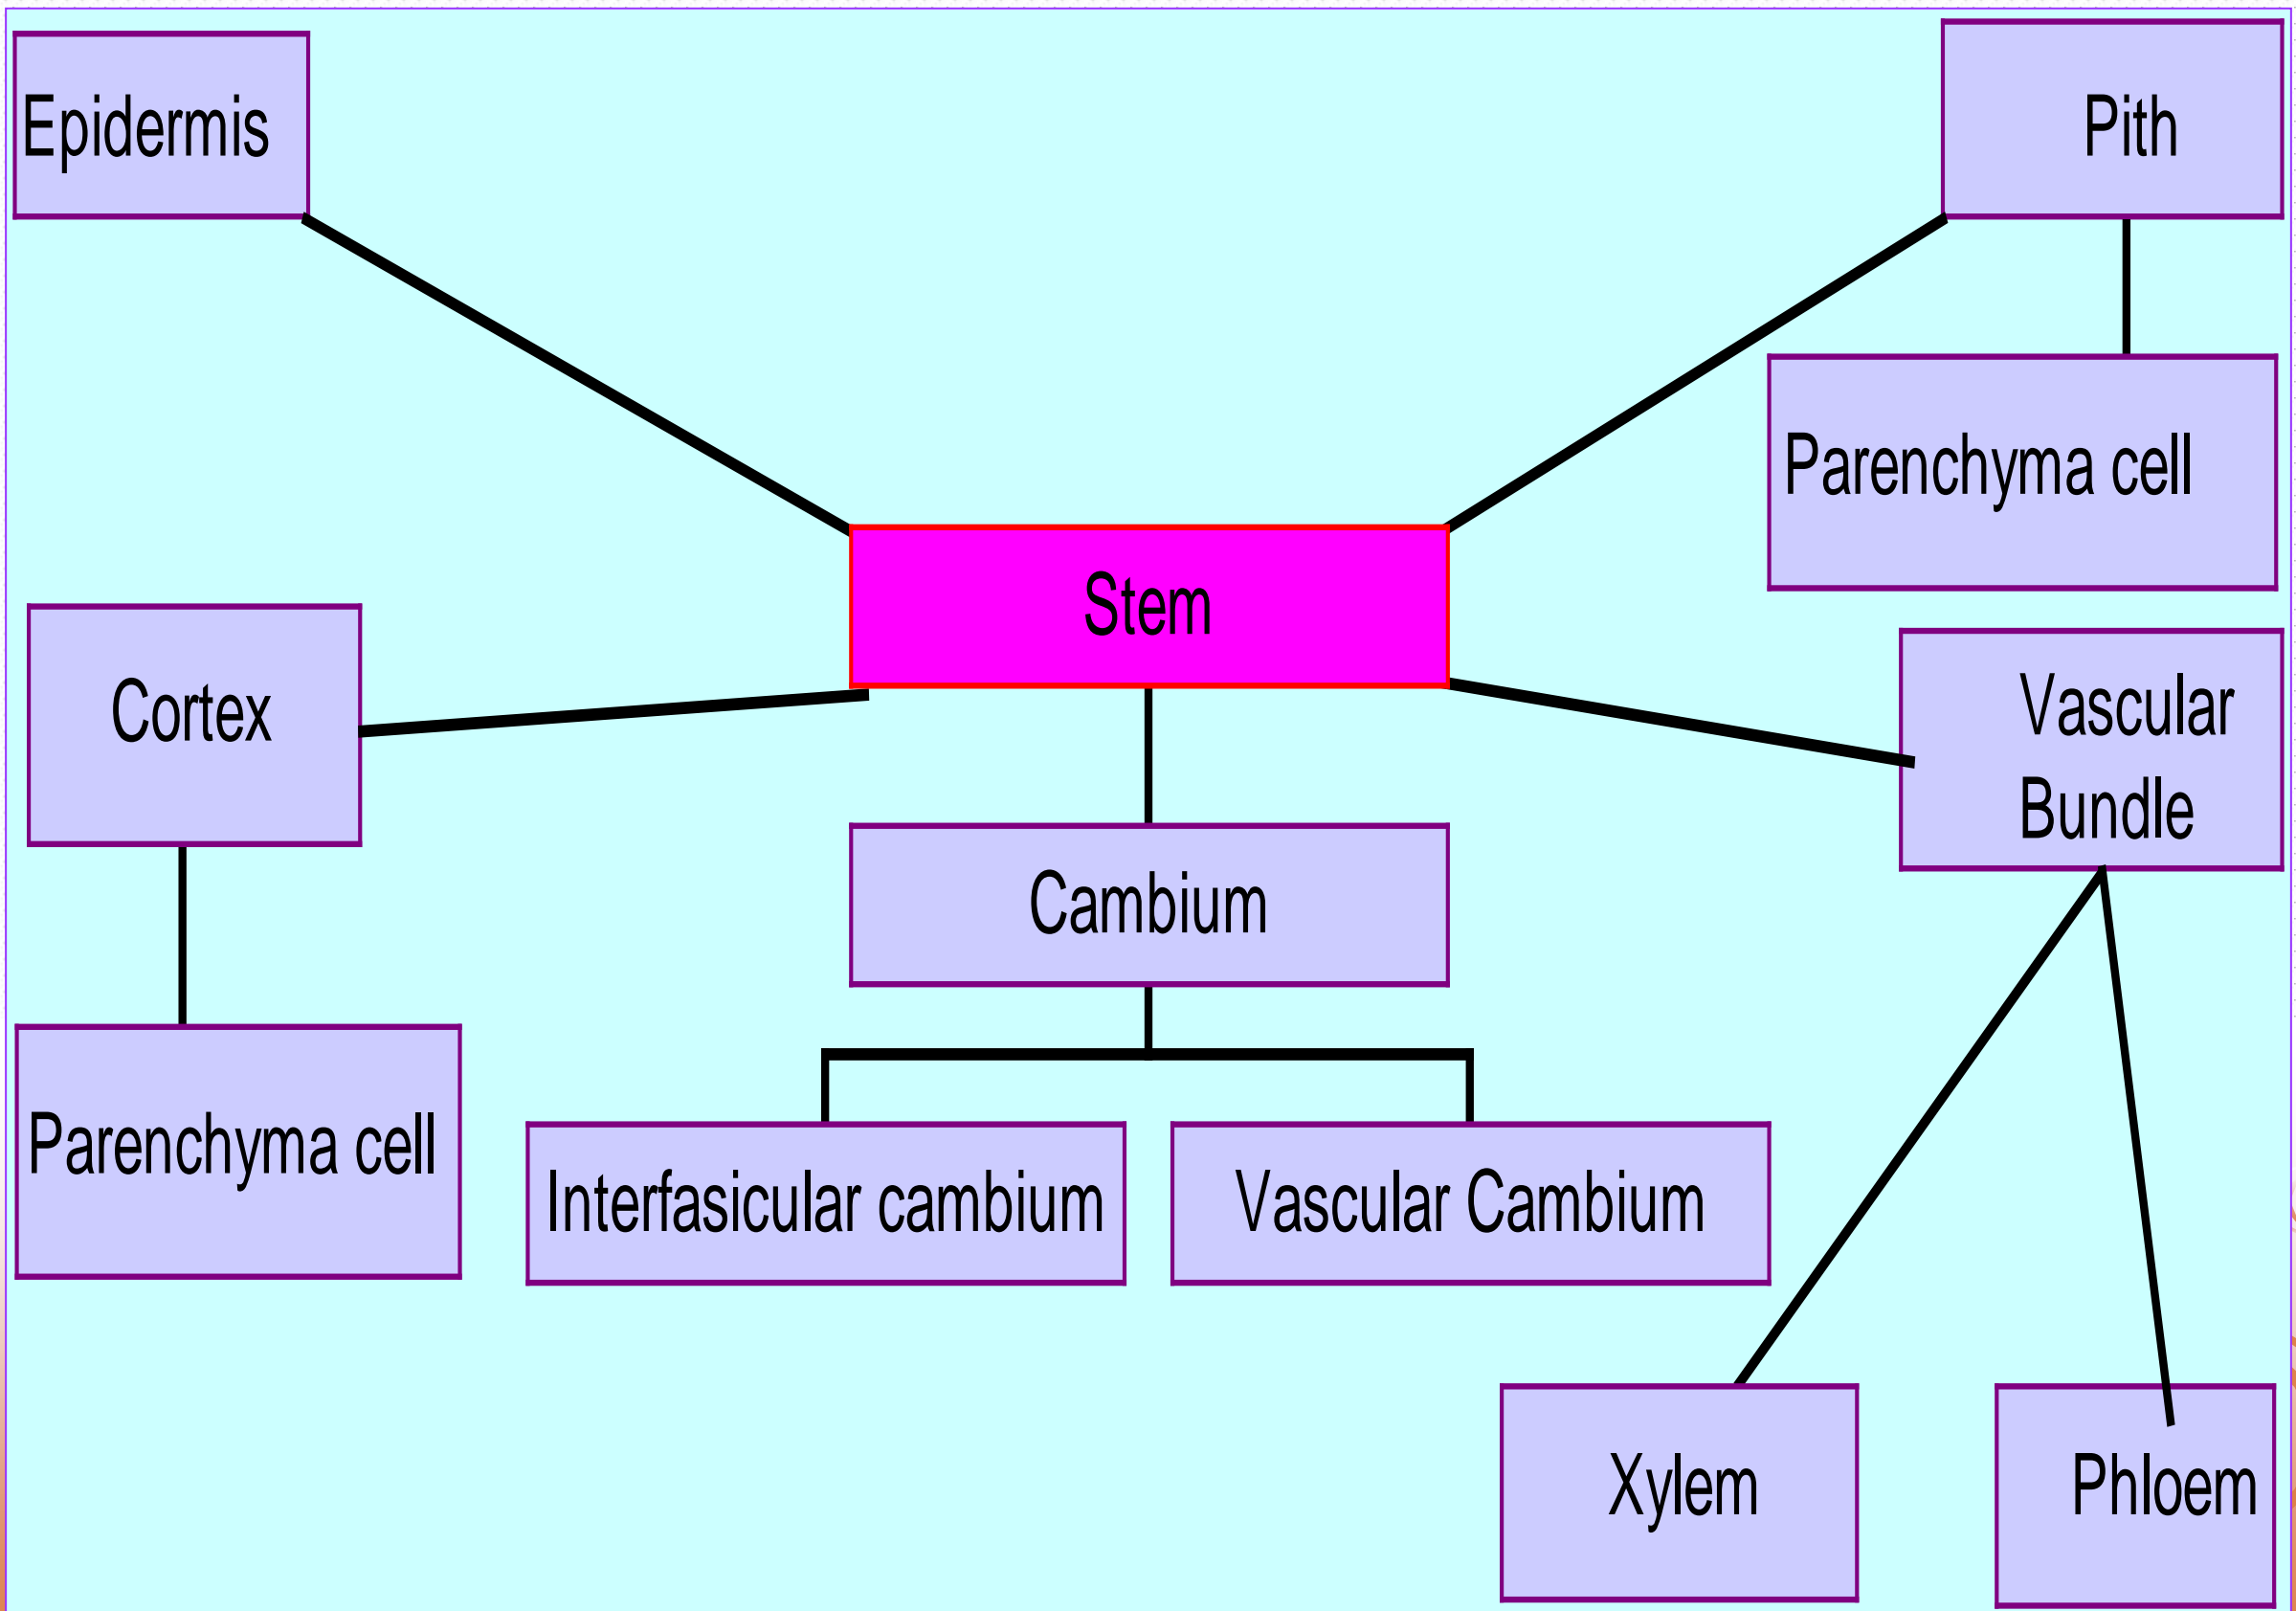 Epidermis
Pith
Parenchyma cell
Stem
Cortex
Vascular
Bundle
Cambium
Parenchyma cell
Interfasicular cambium
Vascular Cambium
Xylem
Phloem